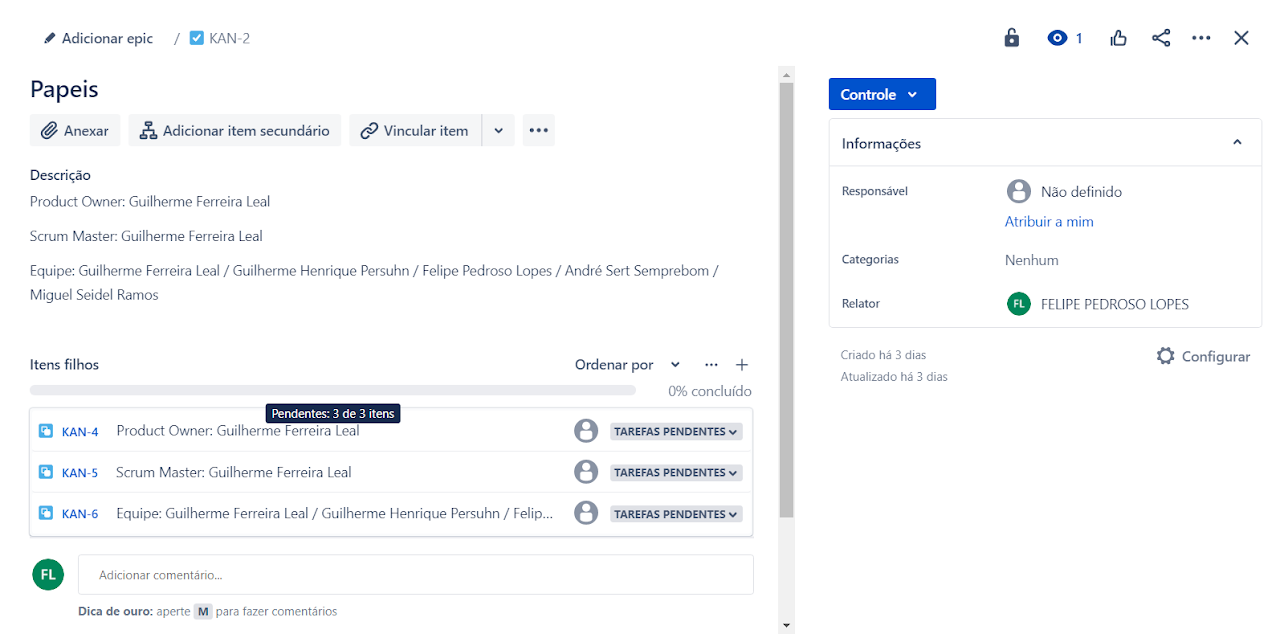 Adicionar epic / KAN-2
1
Papeis
Anexar
Adicionar item secundário
Vincular item
Descrição
Product Owner: Guilherme Ferreira Leal
Scrum Master: Guilherme Ferreira Leal
Equipe: Guilherme Ferreira Leal / Guilherme Henrique Persuhn / Felipe Pedroso Lopes / André Sert Semprebom /
Miguel Seidel Ramos
Itens filhos
Ordenar por
0% concluído
Pendentes: 3 de 3 itens
KAN-4 Product Owner: Guilherme Ferreira Leal TAREFAS PENDENTES
KAN-5 Scrum Master: Guilherme Ferreira Leal TAREFAS PENDENTES
KAN-6 Equipe: Guilherme Ferreira Leal / Guilherme Henrique Persuhn / Felip... TAREFAS PENDENTES
FL
Adicionar comentário...
Dica de ouro: aperte M para fazer comentários
Controle
Informações
Responsável
Não definido
Atribuir a mim
Categorias
Nenhum
Relator
FL FELIPE PEDROSO LOPES
Criado há 3 dias
Configurar
Atualizado há 3 dias